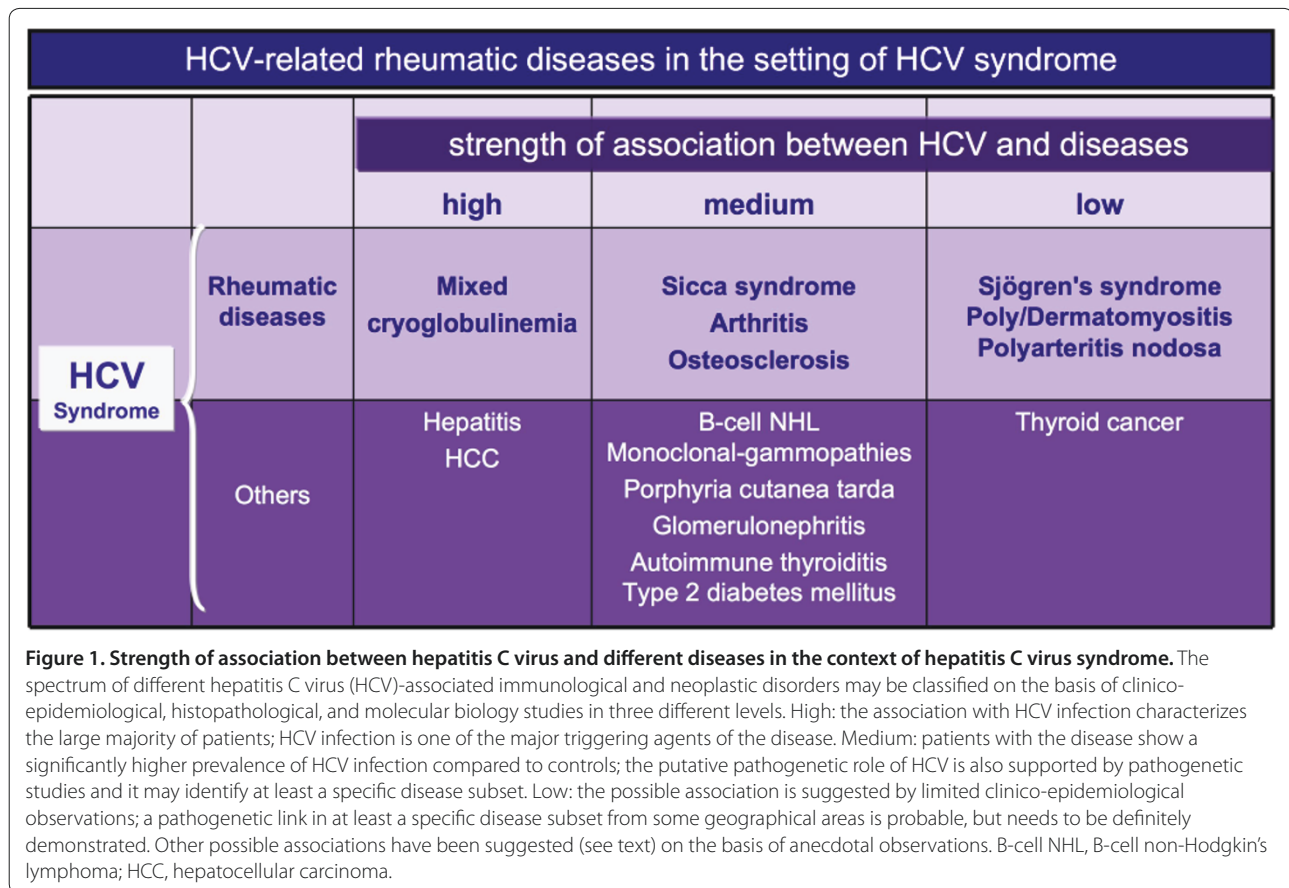 HCV-related rheumatic diseases in the setting of HCV syndrome
strength of association between HCV and diseases
high
medium
low
HCV
Syndrome
Rheumatic
diseases
Mixed
cryoglobulinemia
Sicca syndrome
Arthritis
Osteosclerosis
Sjögren's syndrome
Poly/Dermatomyositis
Polyarteritis nodosa
Others
Hepatitis
HCC
B-cell NHL
Monoclonal-gammopathies
Porphyria cutanea tarda
Glomerulonephritis
Autoimmune thyroiditis
Type 2 diabetes mellitus
Thyroid cancer
Figure 1. Strength of association between hepatitis C virus and different diseases in the context of hepatitis C virus syndrome. The
spectrum of different hepatitis C virus (HCV)-associated immunological and neoplastic disorders may be classified on the basis of clinico-
epidemiological, histopathological, and molecular biology studies in three different levels. High: the association with HCV infection characterizes
the large majority of patients; HCV infection is one of the major triggering agents of the disease. Medium: patients with the disease show a
significantly higher prevalence of HCV infection compared to controls; the putative pathogenetic role of HCV is also supported by pathogenetic
studies and it may identify at least a specific disease subset. Low: the possible association is suggested by limited clinico-epidemiological
observations; a pathogenetic link in at least a specific disease subset from some geographical areas is probable, but needs to be definitely
demonstrated. Other possible associations have been suggested (see text) on the basis of anecdotal observations. B-cell NHL, B-cell non-Hodgkin's
lymphoma; HCC, hepatocellular carcinoma.